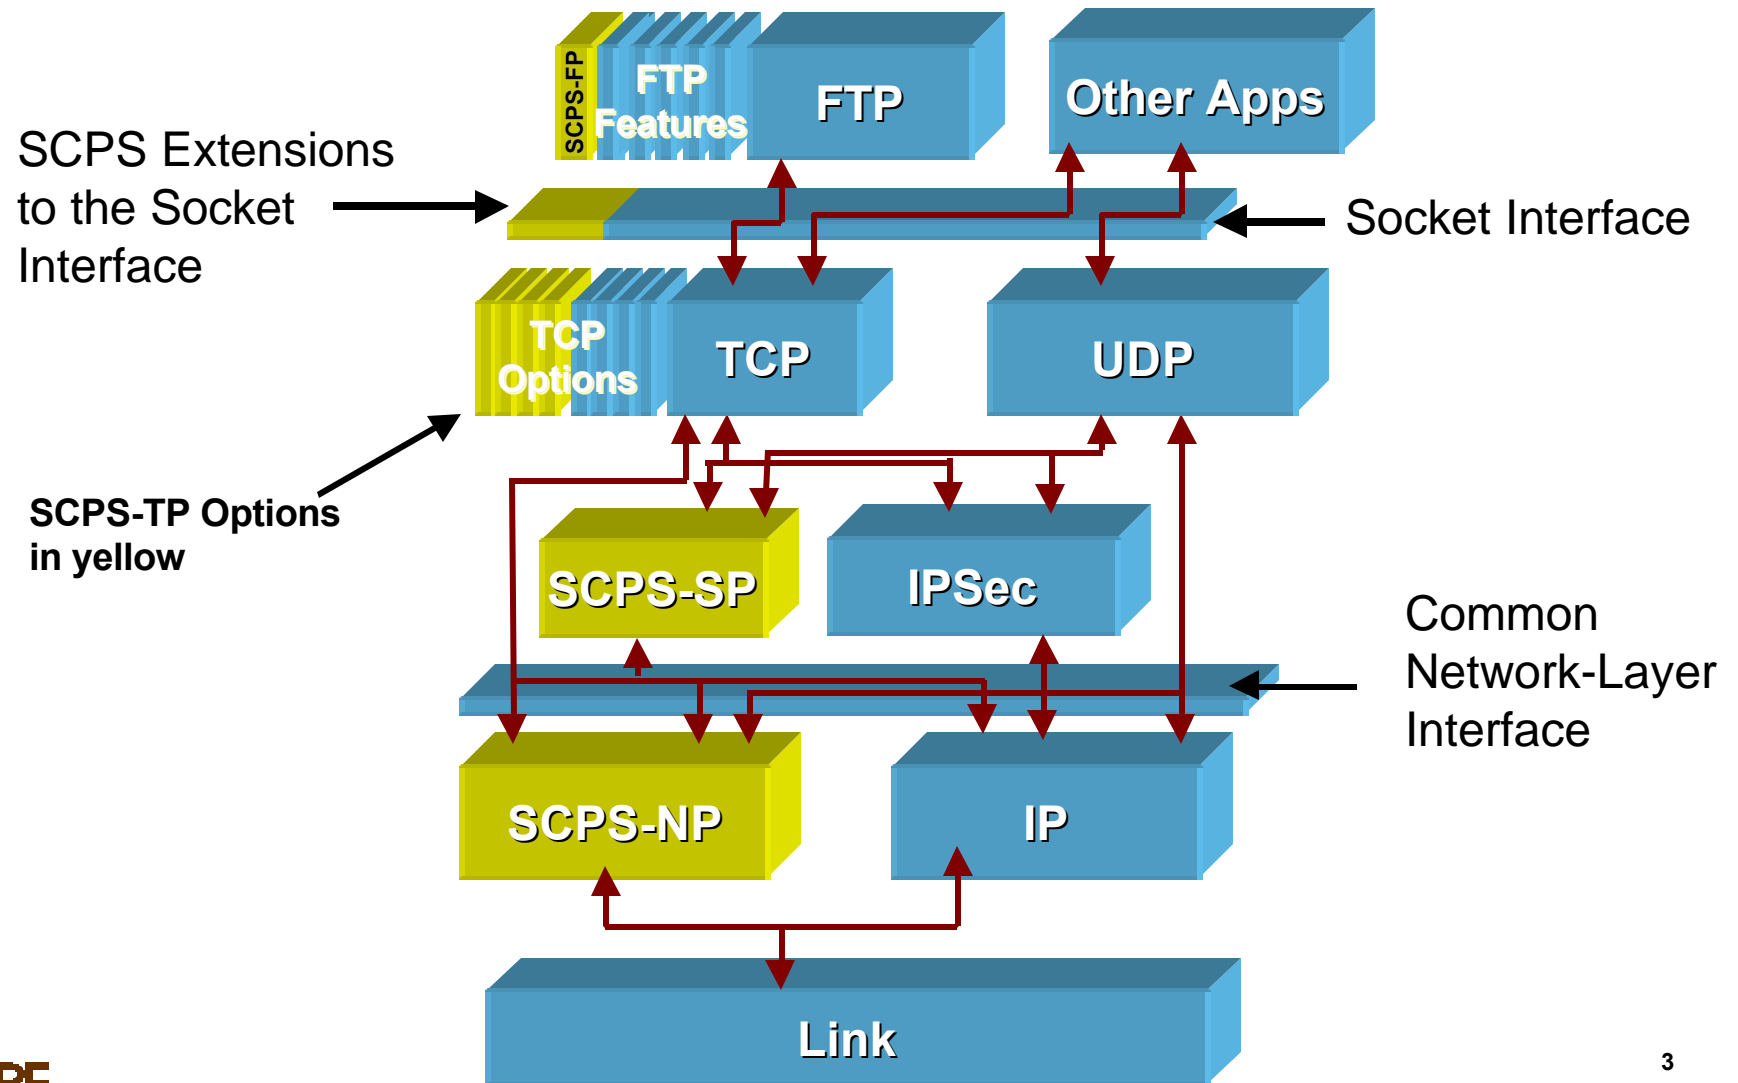 SCPS-FP
FTP
Features
FTP
Other Apps
SCPS Extensions
to the Socket
Interface
Socket Interface
TCP
Options
TCP
UDP
SCPS-TP Options
in yellow
SCPS-SP
IPSec
Common
Network-Layer
Interface
SCPS-NP
IP
Link
3